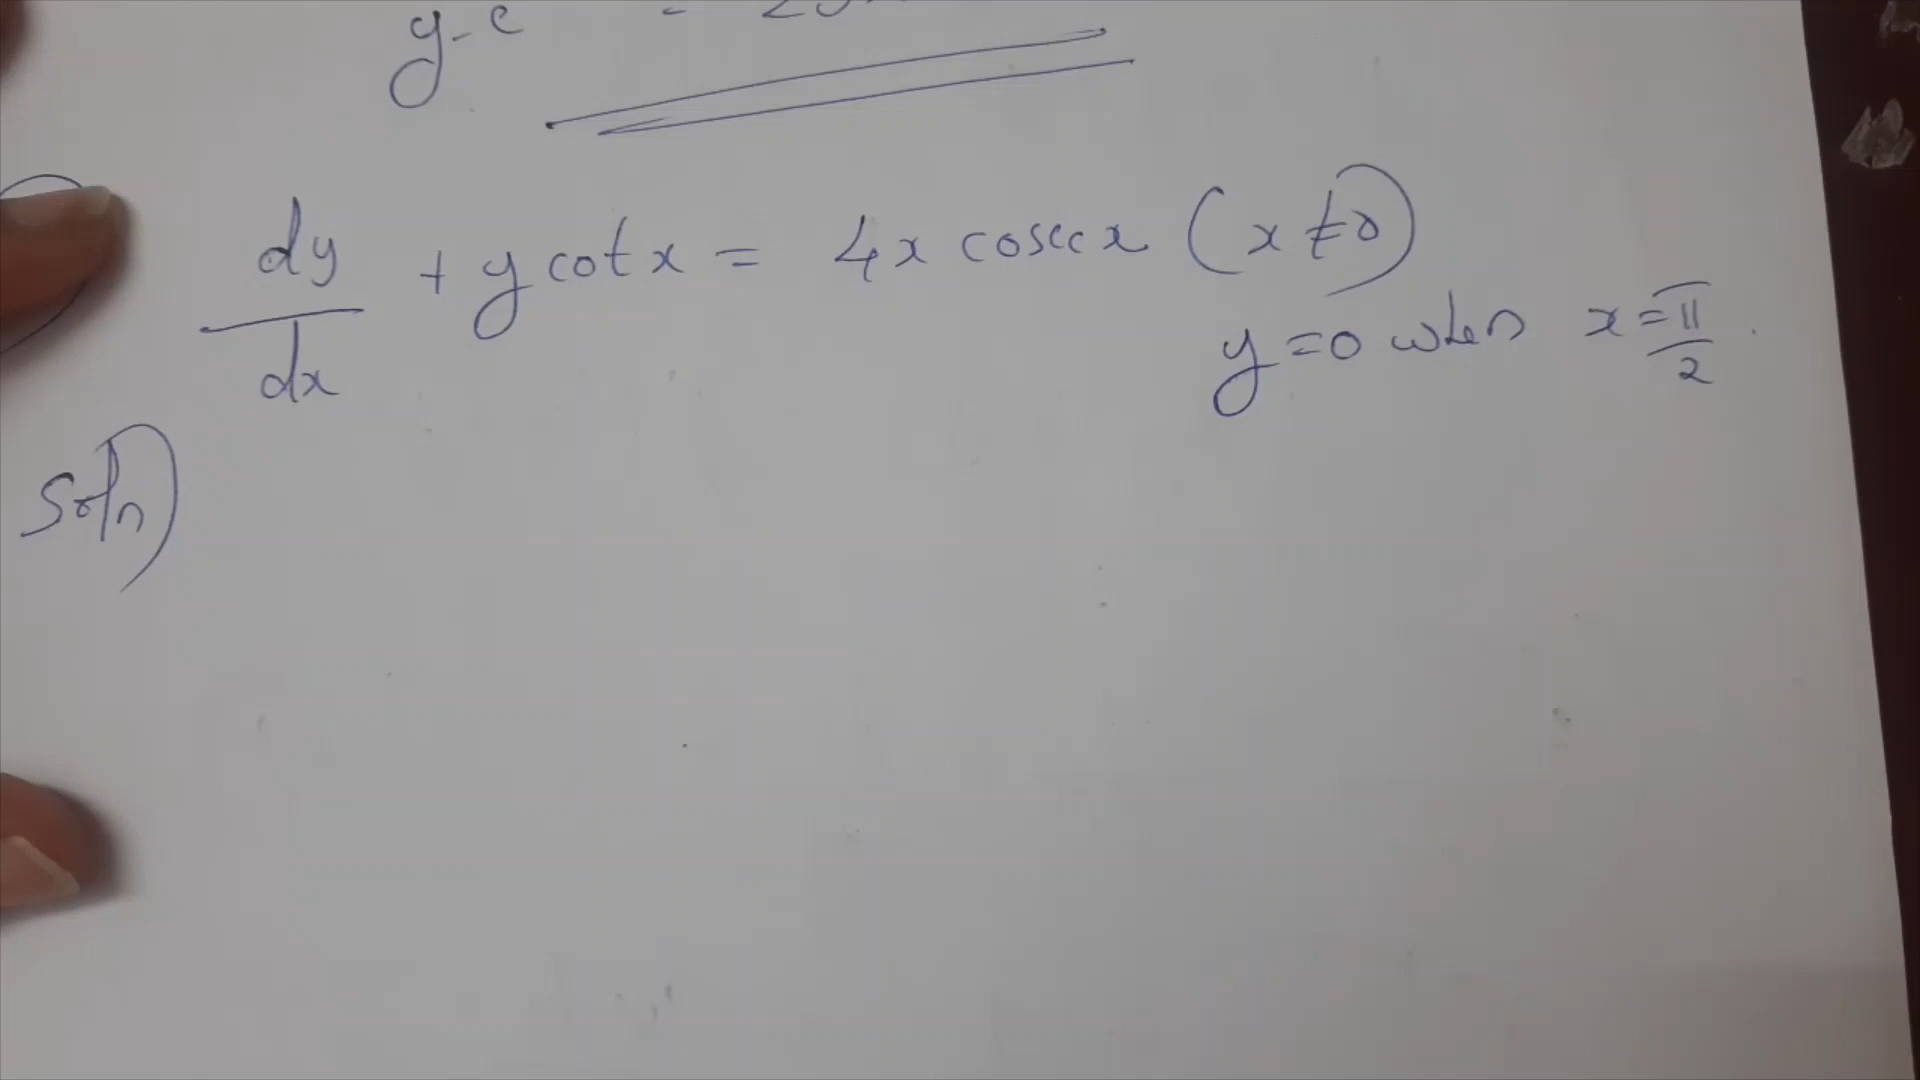 y-e =
dy/dx + y cot x = 4x cosec x (x ≠ 0)
y = 0 when x = π/2.
Soln)